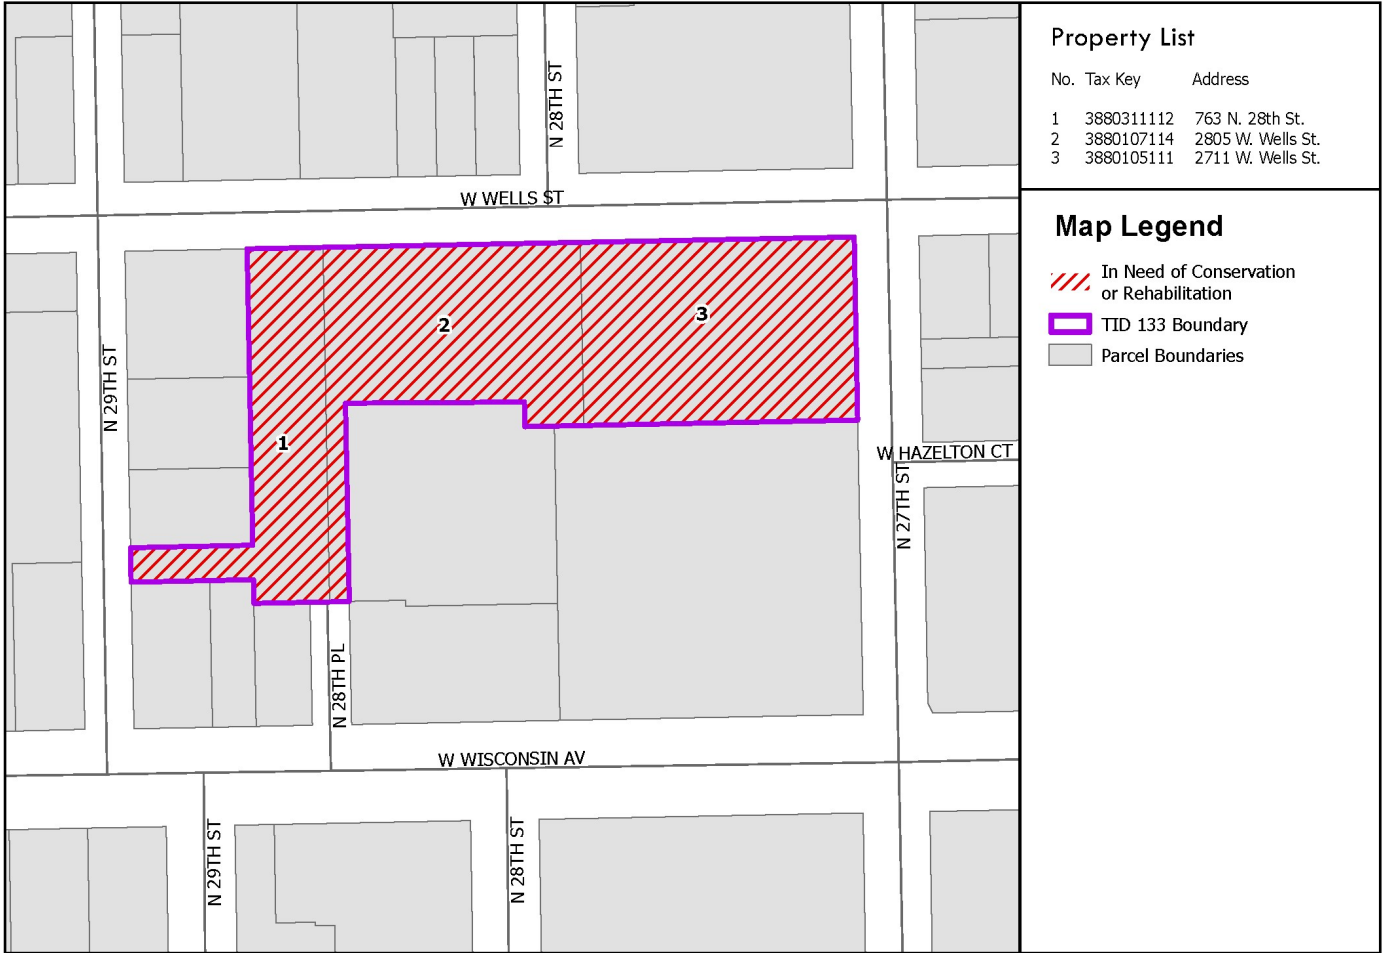 N 28TH ST
W WELLS ST
N 29TH ST
2
3
1
W HAZELTON CT
N 27TH ST
N 28TH PL
W WISCONSIN AV
N 29TH ST
N 28TH ST
Property List
No. Tax Key Address
1 3880311112 763 N. 28th St.
2 3880107114 2805 W. Wells St.
3 3880105111 2711 W. Wells St.
Map Legend
In Need of Conservation
or Rehabilitation
TID 133 Boundary
Parcel Boundaries